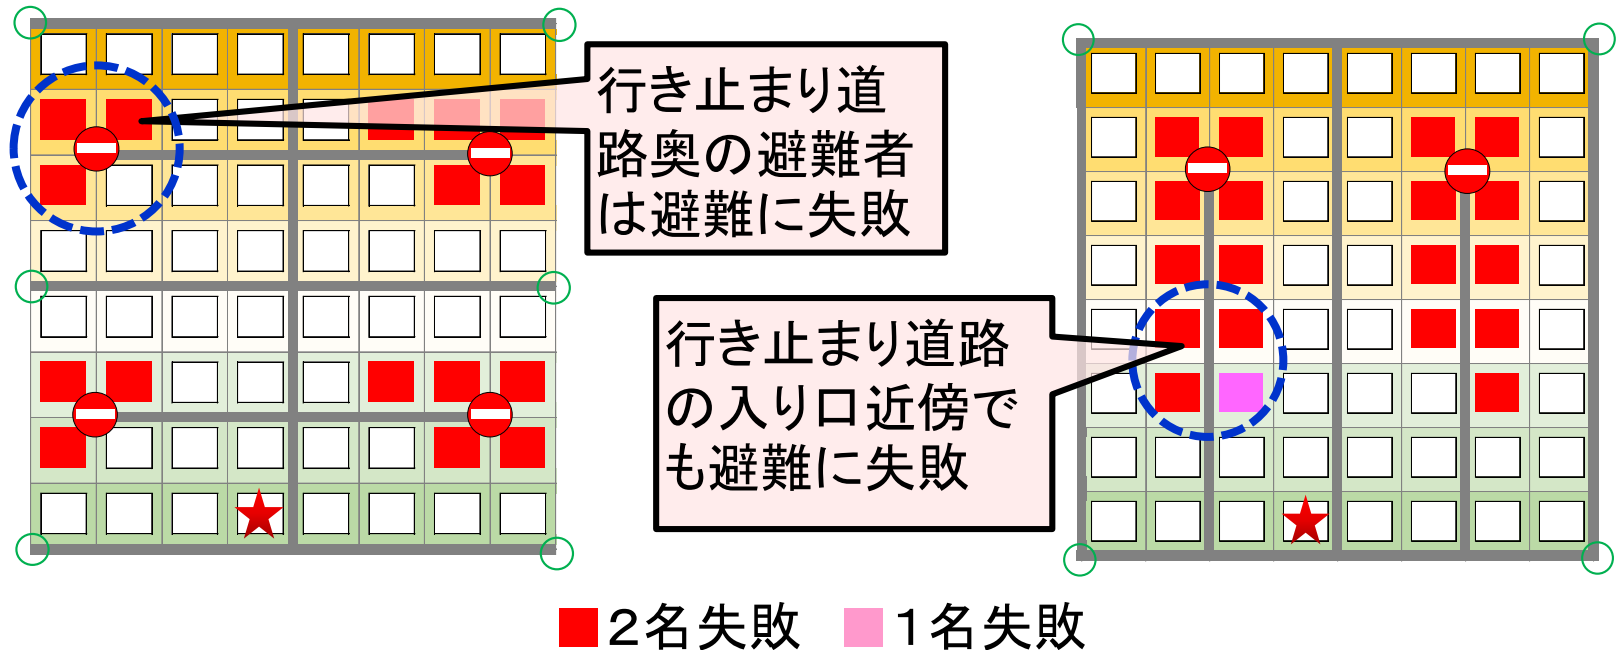 行き止まり道
路奥の避難者
は避難に失敗
行き止まり道路
の入り口近傍で
も避難に失敗
２名失敗
１名失敗